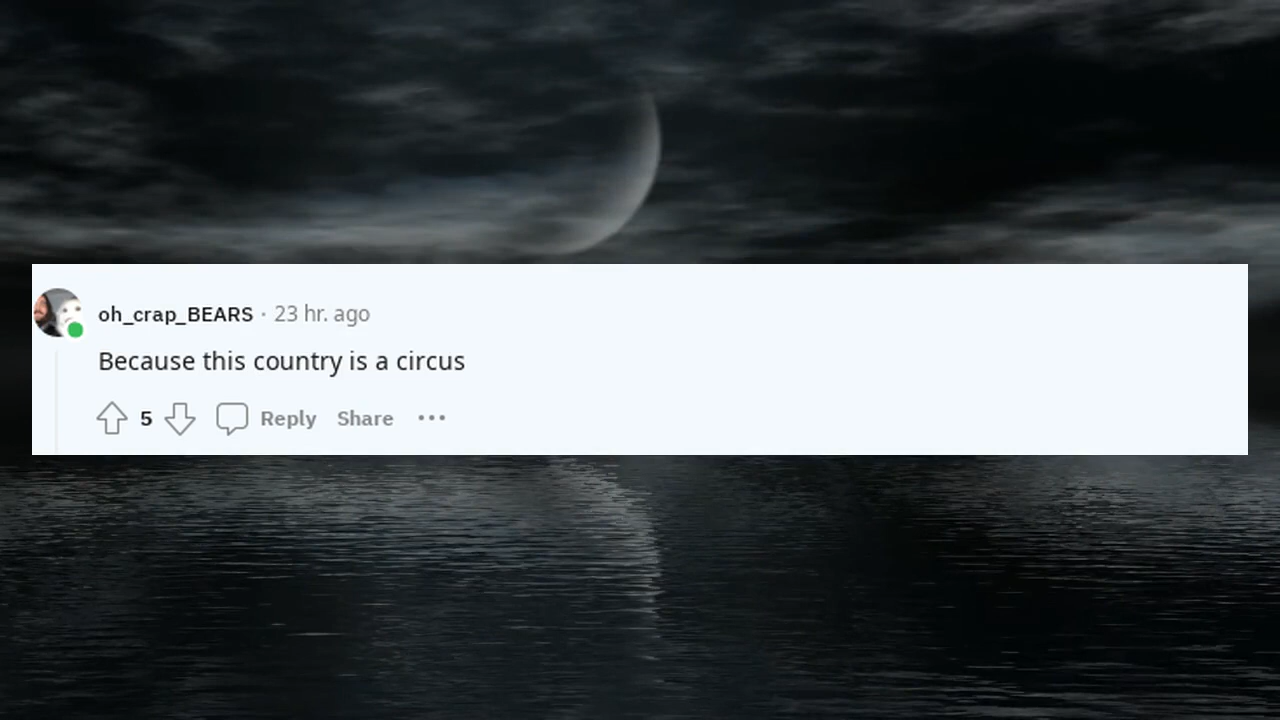 oh_crap_BEARS · 23 hr. ago
Because this country is a circus
5 Reply Share ···